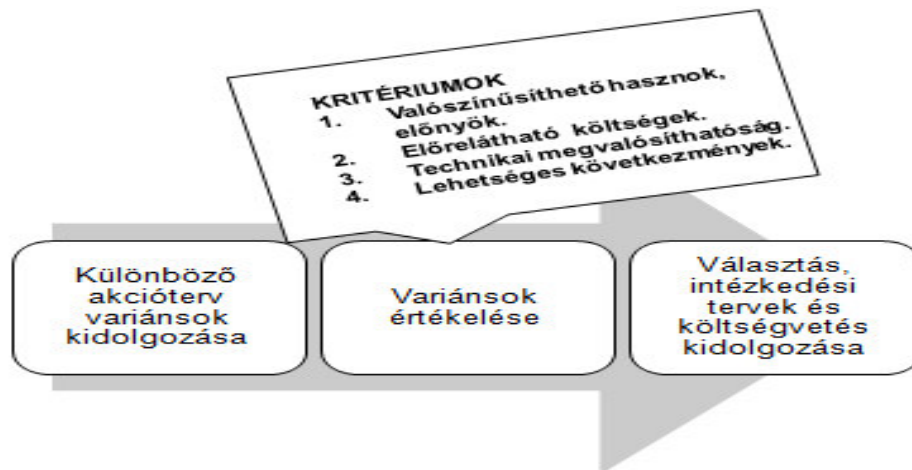 KRITÉRIUMOK
1. Valószínűsíthető hasznok,
előnyök.
2. Előrelátható költségek.
3. Technikai megvalósíthatóság.
4. Lehetséges következmények.
Különböző
akcióterv
variánsok
kidolgozása
Variánsok
értékelése
Választás,
intézkedési
tervek és
költségvetés
kidolgozása